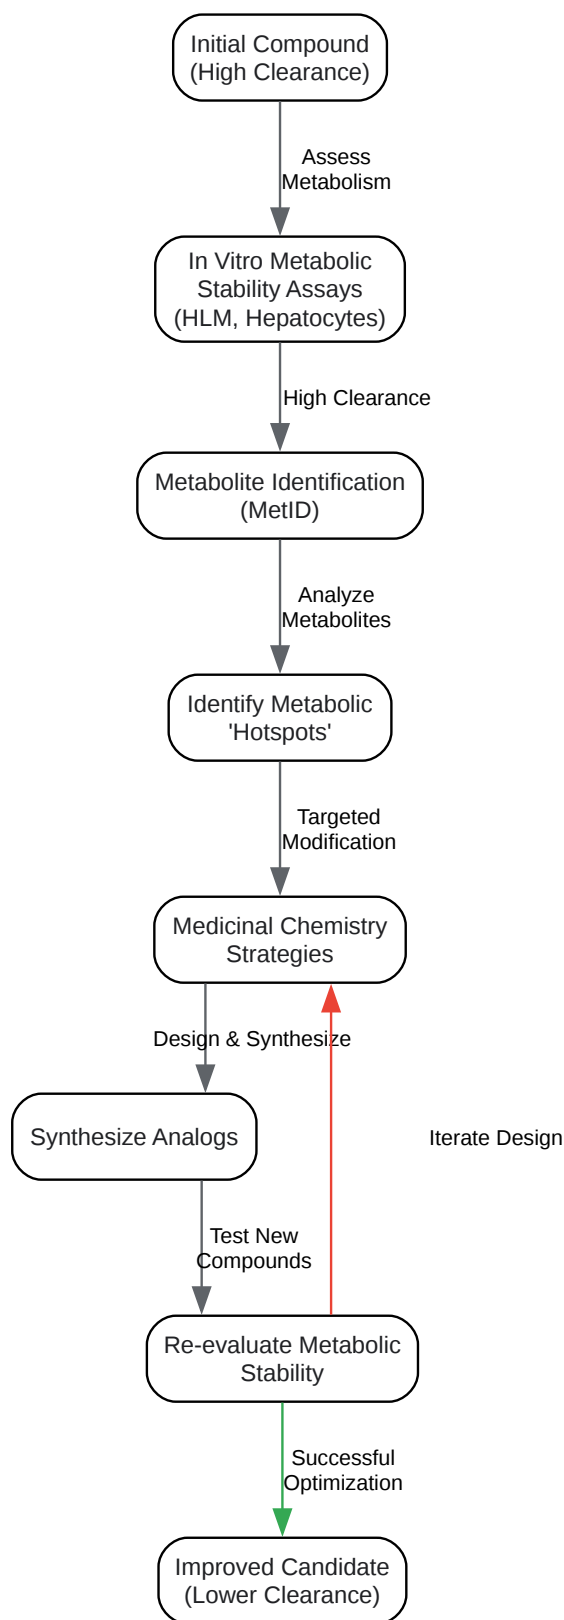 Initial Compound
(High Clearance)
Assess
Metabolism
In Vitro Metabolic
Stability Assays
(HLM, Hepatocytes)
High Clearance
Metabolite Identification
(MetID)
Analyze
Metabolites
Identify Metabolic
'Hotspots'
Targeted
Modification
Medicinal Chemistry
Strategies
Design & Synthesize
Synthesize Analogs
Iterate Design
Test New
Compounds
Re-evaluate Metabolic
Stability
Successful
Optimization
Improved Candidate
(Lower Clearance)